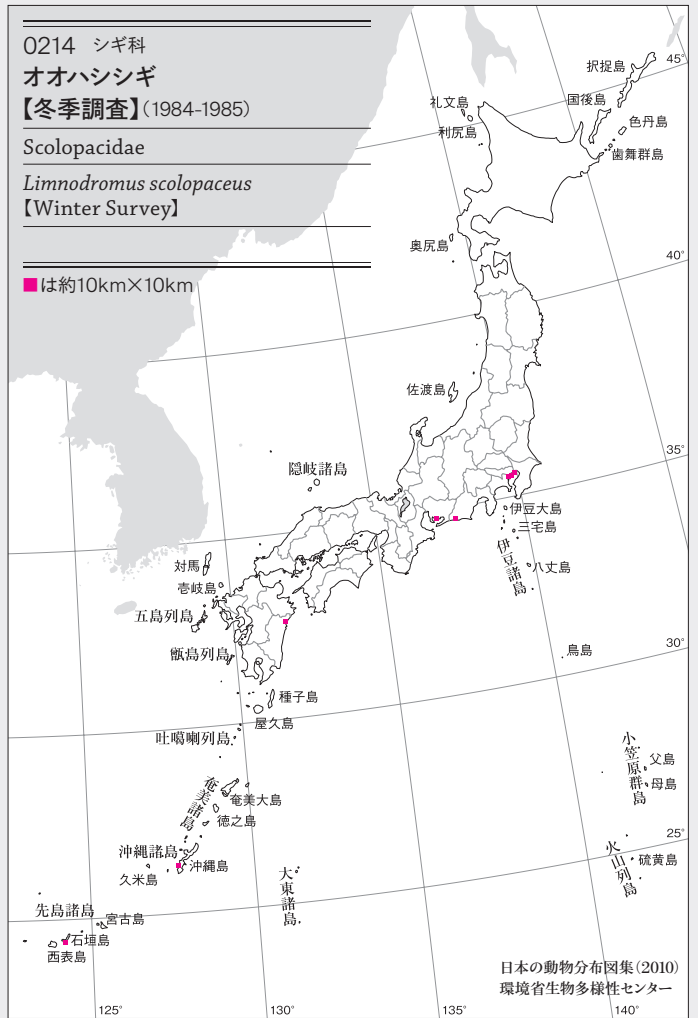 0214 シギ科
オオハシシギ
【冬季調査】(1984-1985)
Scolopacidae
Limnodromus scolopaceus
【Winter Survey】
■は約10km×10km
択捉島
45°
礼文島
国後島
利尻島
色丹島
歯舞群島
奥尻島
40°
佐渡島
35°
隠岐諸島
伊豆大島
三宅島
伊豆諸島
八丈島
対馬
壱岐島
五島列島
甑島列島
鳥島
30°
種子島
屋久島
吐噶喇列島
小笠原群島
父島
母島
奄美諸島
奄美大島
徳之島
25°
沖縄諸島
沖縄島
久米島
火山列島
硫黄島
大東諸島
先島諸島
宮古島
石垣島
西表島
日本の動物分布図集(2010)
環境省生物多様性センター
125°
130°
135°
140°